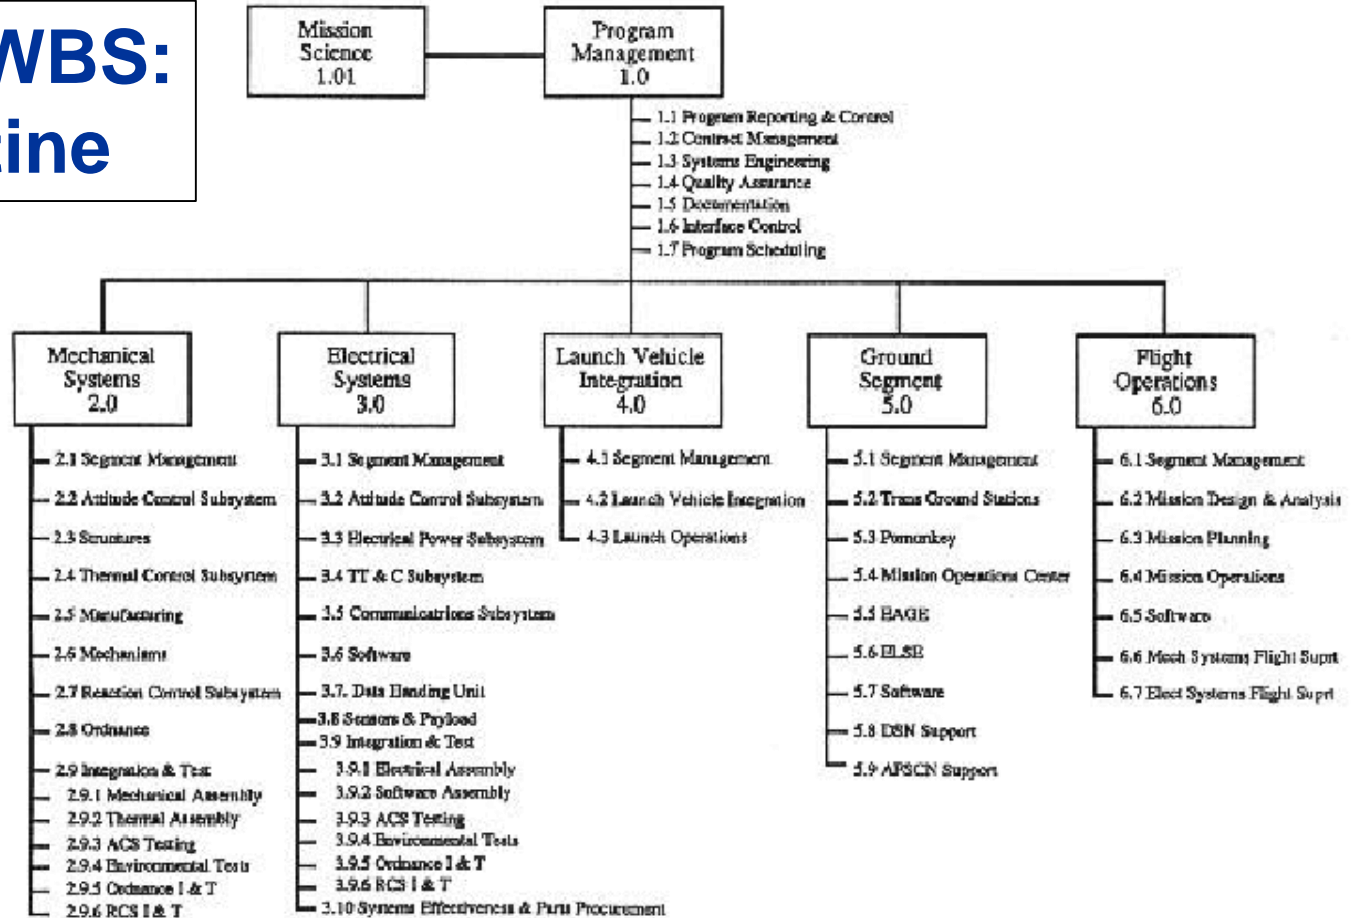 WBS:
tine
Mission
Science
1.01
Program
Management
1.0
1.1 Program Reporting & Control
1.2 Contract Management
1.3 Systems Engineering
1.4 Quality Assurance
1.5 Documentation
1.6 Interface Control
1.7 Program Scheduling
Mechanical
Systems
2.0
2.1 Segment Management
2.2 Attitude Control Subsystem
2.3 Structures
2.4 Thermal Control Subsystem
2.5 Manufacturing
2.6 Mechanisms
2.7 Reaction Control Subsystem
2.8 Ordnance
2.9 Integration & Test
2.9.1 Mechanical Assembly
2.9.2 Thermal Assembly
2.9.3 ACS Testing
2.9.4 Environmental Tests
2.9.5 Ordnance I & T
2.9.6 RCS I & T
Electrical
Systems
3.0
3.1 Segment Management
3.2 Attitude Control Subsystem
3.3 Electrical Power Subsystem
3.4 TT & C Subsystem
3.5 Communicatrions Subsystem
3.6 Software
3.7. Data Handing Unit
3.8 Sensors & Payload
3.9 Integration & Test
3.9.1 Electrical Assembly
3.9.2 Software Assembly
3.9.3 ACS Testing
3.9.4 Environmental Tests
3.9.5 Ordnance I & T
3.9.6 RCS I & T
3.10 Systems Effectiveness & Parts Procurement
Launch Vehicle
Integration
4.0
4.1 Segment Management
4.2 Launch Vehicle Integration
4.3 Launch Operations
Ground
Segment
5.0
5.1 Segment Management
5.2 Trans Ground Stations
5.3 Pomonkey
5.4 Mission Operations Center
5.5 EAGE
5.6 ELSE
5.7 Software
5.8 DSN Support
5.9 AFSCN Support
Flight
Operations
6.0
6.1 Segment Management
6.2 Mission Design & Analysis
6.3 Mission Planning
6.4 Mission Operations
6.5 Software
6.6 Mech Systems Flight Suprt
6.7 Elect Systems Flight Suprt